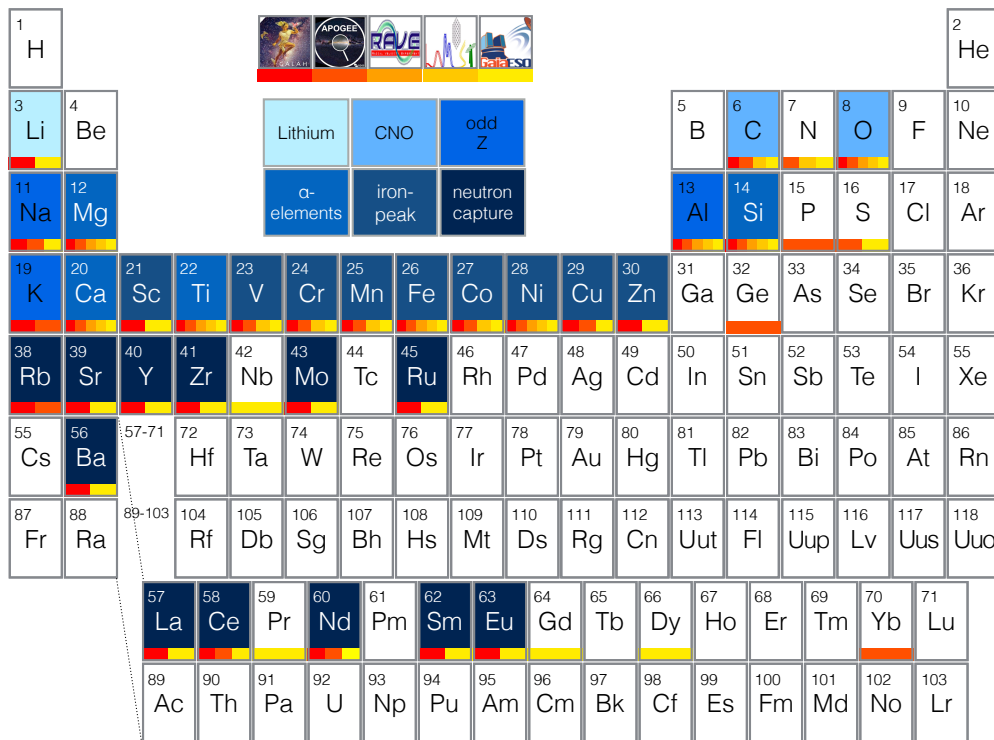 1
H
GALAH
APOGEE
RAVE
GaiaESO
2
He
3
Li
4
Be
Lithium
CNO
odd
Z
5
B
6
C
7
N
8
O
9
F
10
Ne
11
Na
12
Mg
α-
elements
iron-
peak
neutron
capture
13
Al
14
Si
15
P
16
S
17
Cl
18
Ar
19
K
20
Ca
21
Sc
22
Ti
23
V
24
Cr
25
Mn
26
Fe
27
Co
28
Ni
29
Cu
30
Zn
31
Ga
32
Ge
33
As
34
Se
35
Br
36
Kr
38
Rb
39
Sr
40
Y
41
Zr
42
Nb
43
Mo
44
Tc
45
Ru
46
Rh
47
Pd
48
Ag
49
Cd
50
In
51
Sn
52
Sb
53
Te
54
I
55
Xe
55
Cs
56
Ba
57-71
72
Hf
73
Ta
74
W
75
Re
76
Os
77
Ir
78
Pt
79
Au
80
Hg
81
Tl
82
Pb
83
Bi
84
Po
85
At
86
Rn
87
Fr
88
Ra
89-103
104
Rf
105
Db
106
Sg
107
Bh
108
Hs
109
Mt
110
Ds
111
Rg
112
Cn
113
Uut
114
Fl
115
Uup
116
Lv
117
Uus
118
Uuo
57
La
58
Ce
59
Pr
60
Nd
61
Pm
62
Sm
63
Eu
64
Gd
65
Tb
66
Dy
67
Ho
68
Er
69
Tm
70
Yb
71
Lu
89
Ac
90
Th
91
Pa
92
U
93
Np
94
Pu
95
Am
96
Cm
97
Bk
98
Cf
99
Es
100
Fm
101
Md
102
No
103
Lr